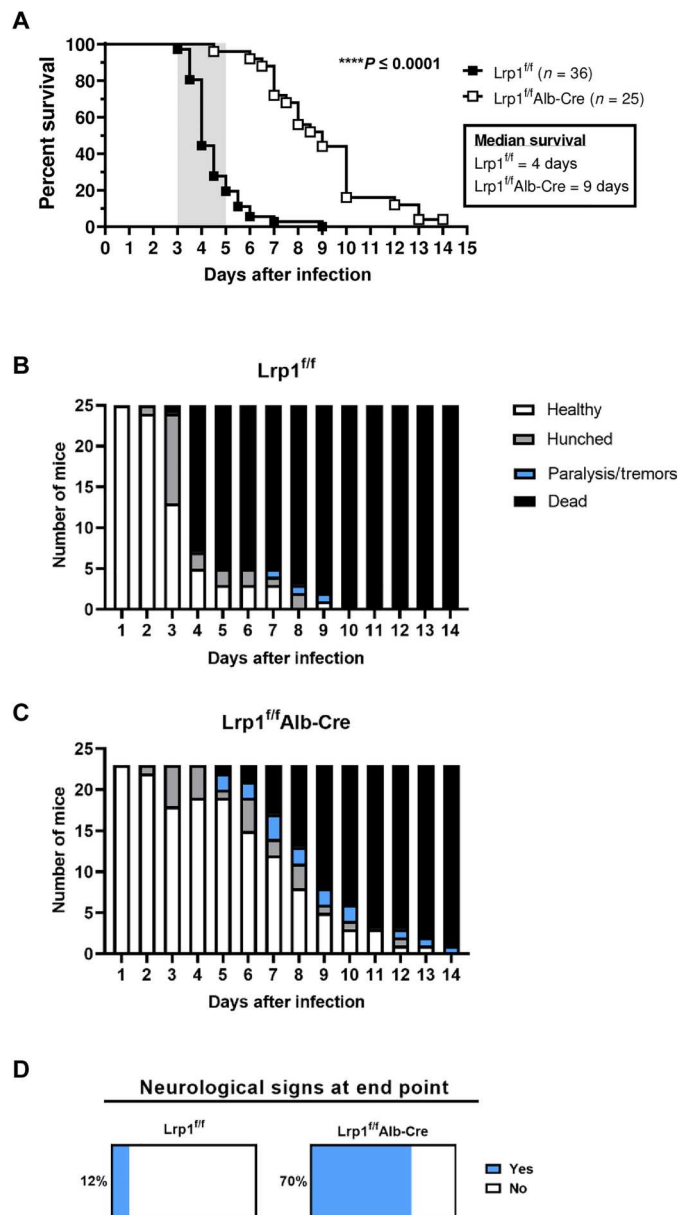 A
100
80
60
40
20
0
Percent survival
0 1 2 3 4 5 6 7 8 9 10 11 12 13 14 15
Days after infection
****P ≤ 0.0001
Lrp1f/f (n = 36)
Lrp1f/fAlb-Cre (n = 25)
Median survival
Lrp1f/f = 4 days
Lrp1f/fAlb-Cre = 9 days
B
Lrp1f/f
25
20
15
10
5
0
Number of mice
1 2 3 4 5 6 7 8 9 10 11 12 13 14
Days after infection
Healthy
Hunched
Paralysis/tremors
Dead
C
Lrp1f/fAlb-Cre
25
20
15
10
5
0
Number of mice
1 2 3 4 5 6 7 8 9 10 11 12 13 14
Days after infection
D
Neurological signs at end point
Lrp1f/f
12%
Lrp1f/fAlb-Cre
70%
Yes
No